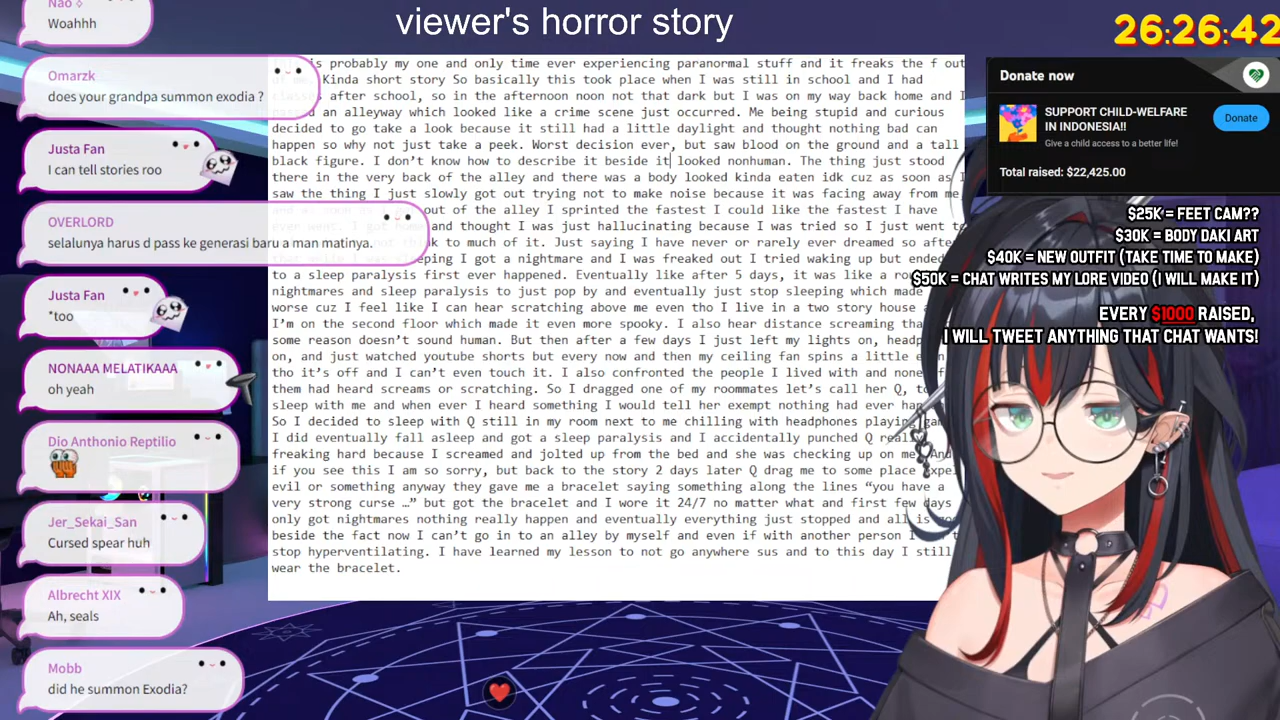 viewer's horror story
26:26:42
Nao
Woahhh
Omarzk
does your grandpa summon exodia ?
Justa Fan
I can tell stories roo
OVERLORD
selalunya harus d pass ke generasi baru a man matinya.
Justa Fan
*too
NONAAA MELATIKAAA
oh yeah
Dio Anthonio Reptilio
Jer_Sekai_San
Cursed spear huh
Albrecht XIX
Ah, seals
Mobb
did he summon Exodia?
is probably my one and only time ever experiencing paranormal stuff and it freaks the f out
Kinda short story So basically this took place when I was still in school and I had
after school, so in the afternoon noon not that dark but I was on my way back home and I
an alleyway which looked like a crime scene just occurred. Me being stupid and curious
decided to go take a look because it still had a little daylight and thought nothing bad can
happen so why not just take a peek. Worst decision ever, but saw blood on the ground and a tall
black figure. I don't know how to describe it beside it looked nonhuman. The thing just stood
there in the very back of the alley and there was a body looked kinda eaten idk cuz as soon as I
saw the thing I just slowly got out trying not to make noise because it was facing away from me
out of the alley I sprinted the fastest I could like the fastest I have
and thought I was just hallucinating because I was tried so I just went to
to much of it. Just saying I have never or rarely ever dreamed so after
I got a nightmare and I was freaked out I tried waking up but ended
to a sleep paralysis first ever happened. Eventually like after 5 days, it was like a
nightmares and sleep paralysis to just pop by and eventually just stop sleeping which made
worse cuz I feel like I can hear scratching above me even tho I live in a two story house
I'm on the second floor which made it even more spooky. I also hear distance screaming
some reason doesn't sound human. But then after a few days I just left my lights on,
on, and just watched youtube shorts but every now and then my ceiling fan spins a little
tho it's off and I can't even touch it. I also confronted the people I lived with and
them had heard screams or scratching. So I dragged one of my roommates let's call her Q,
sleep with me and when ever I heard something I would tell her exempt nothing had ever
So I decided to sleep with Q still in my room next to me chilling with headphones playing
I did eventually fall asleep and got a sleep paralysis and I accidentally punched Q
freaking hard because I screamed and jolted up from the bed and she was checking up on me
if you see this I am so sorry, but back to the story 2 days later Q drag me to some place
evil or something anyway they gave me a bracelet saying something along the lines “you have a
very strong curse …” but got the bracelet and I wore it 24/7 no matter what and first few days
only got nightmares nothing really happen and eventually everything just stopped and all is
beside the fact now I can't go in to an alley by myself and even if with another person I
stop hyperventilating. I have learned my lesson to not go anywhere sus and to this day I still
wear the bracelet.
Donate now
SUPPORT CHILD-WELFARE
IN INDONESIA!!
Give a child access to a better life!
Donate
Total raised: $22,425.00
$25K = FEET CAM??
$30K = BODY DAKI ART
$40K = NEW OUTFIT (TAKE TIME TO MAKE)
$50K = CHAT WRITES MY LORE VIDEO (I WILL MAKE IT)
EVERY $1000 RAISED,
I WILL TWEET ANYTHING THAT CHAT WANTS!